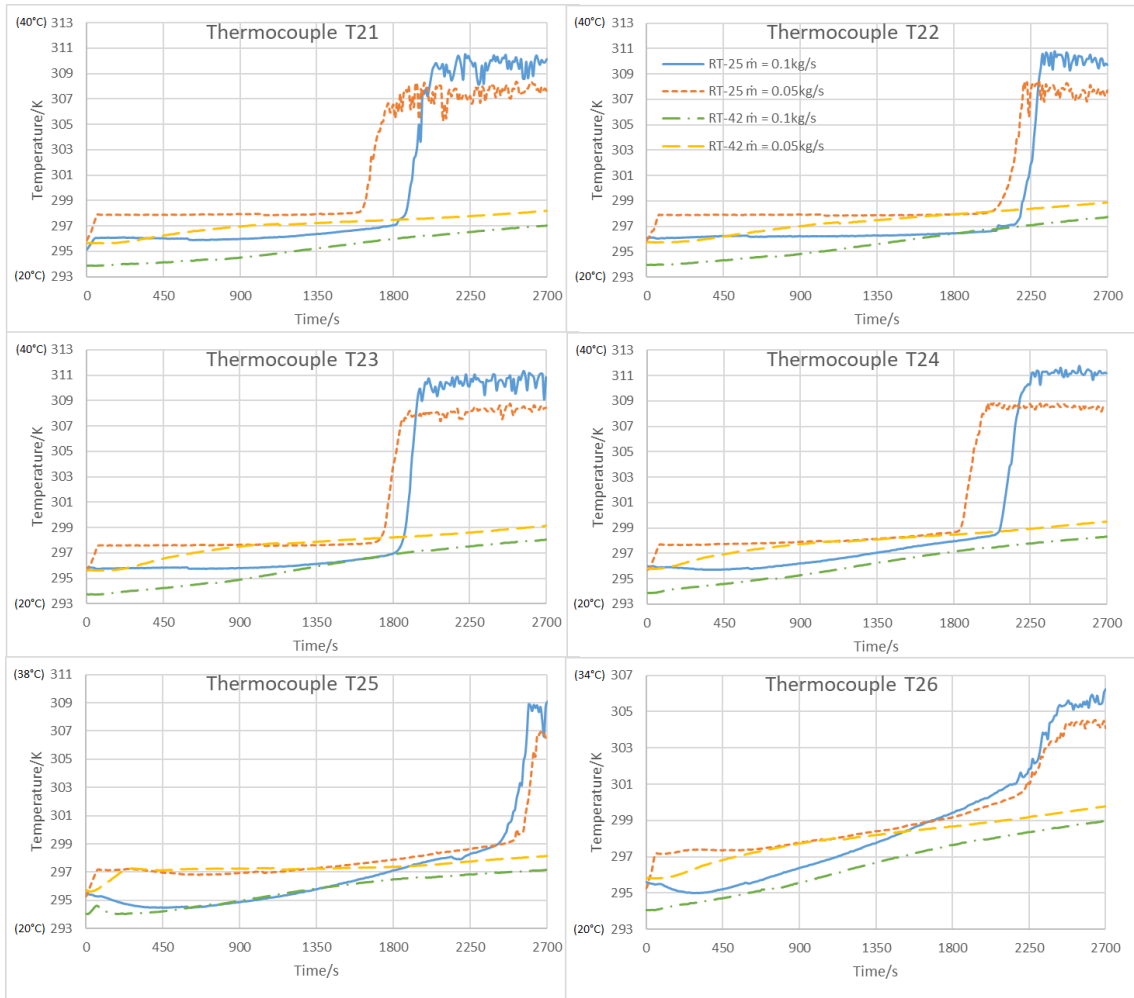 Thermocouple T21
(40°C) 313
311
309
307
305
303
301
299
297
295
(20°C) 293
Temperature/K
0 450 900 1350 1800 2250 2700
Time/s
Thermocouple T22
(40°C) 313
311
309
307
305
303
301
299
297
295
(20°C) 293
Temperature/K
RT-25 ṁ = 0.1kg/s
RT-25 ṁ = 0.05kg/s
RT-42 ṁ = 0.1kg/s
RT-42 ṁ = 0.05kg/s
0 450 900 1350 1800 2250 2700
Time/s
Thermocouple T23
(40°C) 313
311
309
307
305
303
301
299
297
295
(20°C) 293
Temperature/K
0 450 900 1350 1800 2250 2700
Time/s
Thermocouple T24
(40°C) 313
311
309
307
305
303
301
299
297
295
(20°C) 293
Temperature/K
0 450 900 1350 1800 2250 2700
Time/s
Thermocouple T25
(38°C) 311
309
307
305
303
301
299
297
295
(20°C) 293
Temperature/K
0 450 900 1350 1800 2250 2700
Time/s
Thermocouple T26
(34°C) 307
305
303
301
299
297
295
(20°C) 293
Temperature/K
0 450 900 1350 1800 2250 2700
Time/s